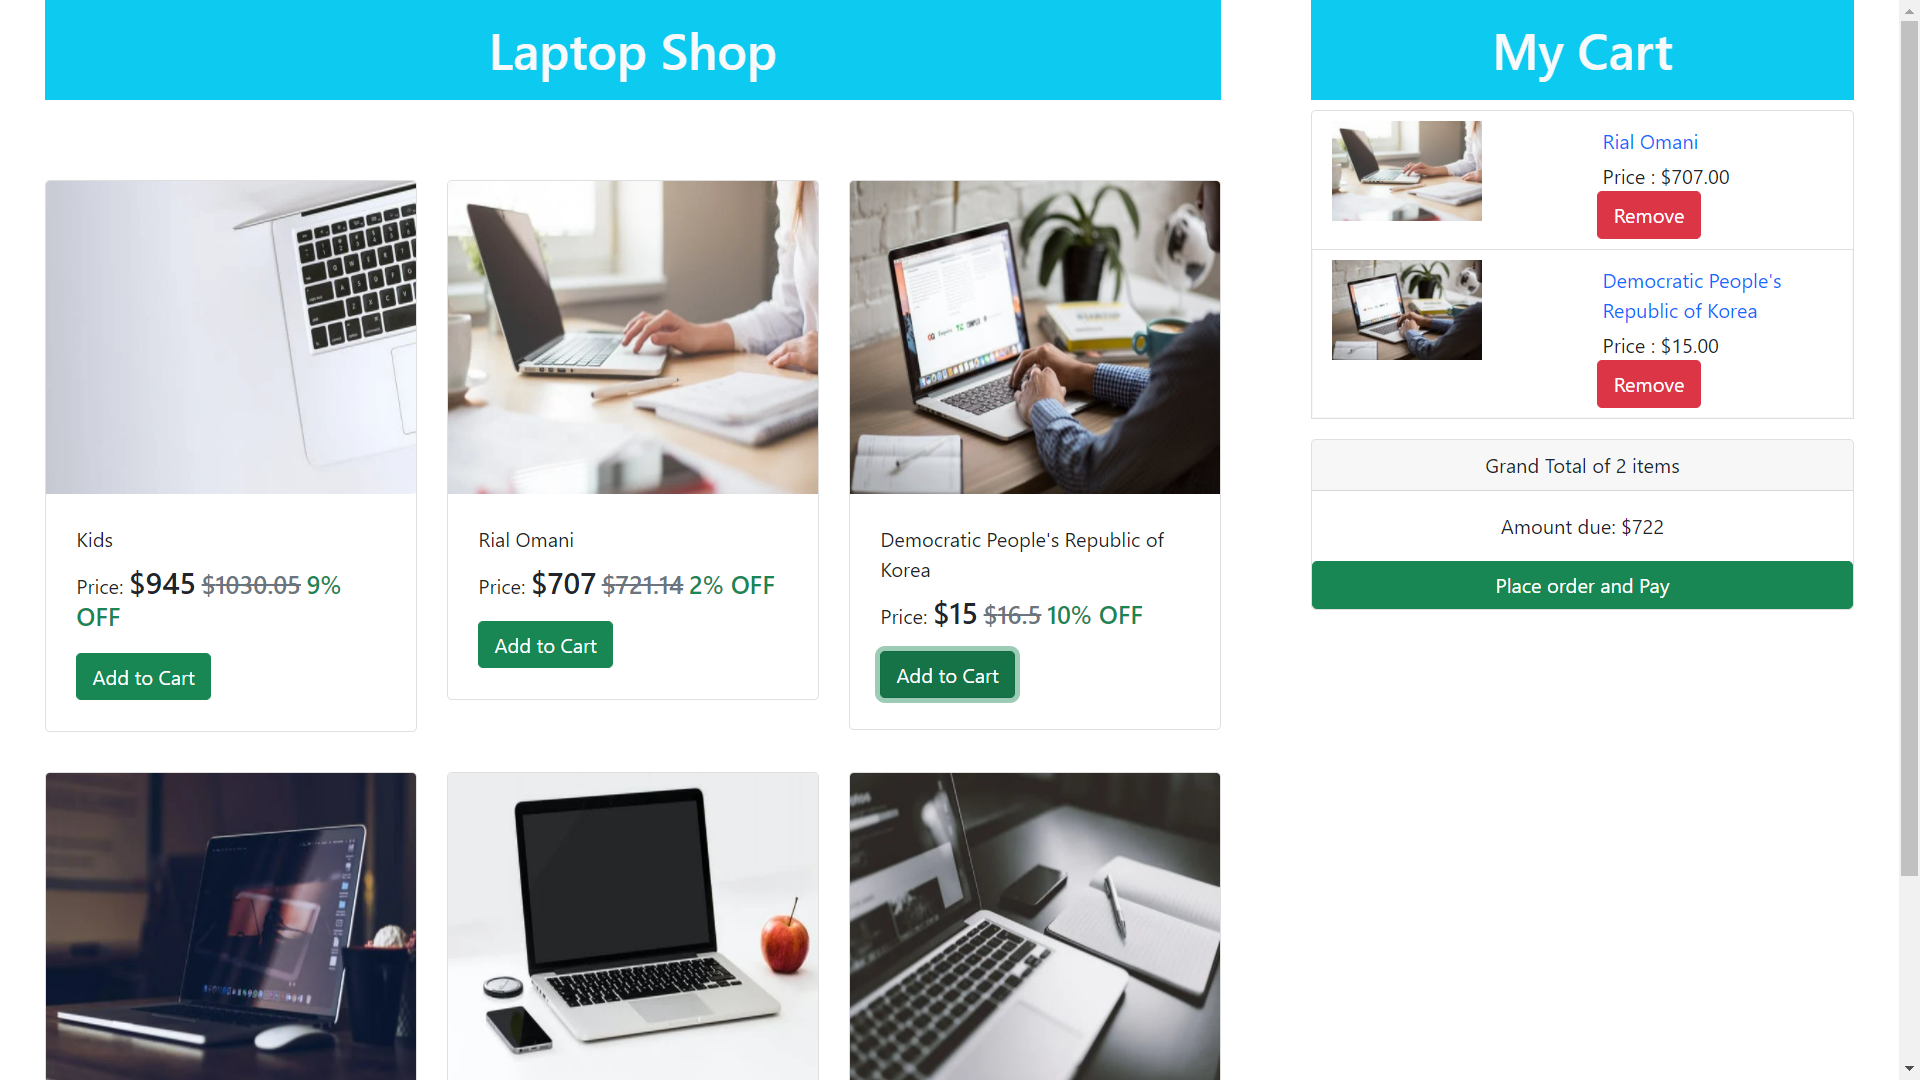 Laptop Shop
Kids
Price: $945 $1030.05 9%
OFF
Add to Cart
Rial Omani
Price: $707 $721.14 2% OFF
Add to Cart
Democratic People's Republic of
Korea
Price: $15 $16.5 10% OFF
Add to Cart
My Cart
Rial Omani
Price : $707.00
Remove
Democratic People's
Republic of Korea
Price : $15.00
Remove
Grand Total of 2 items
Amount due: $722
Place order and Pay